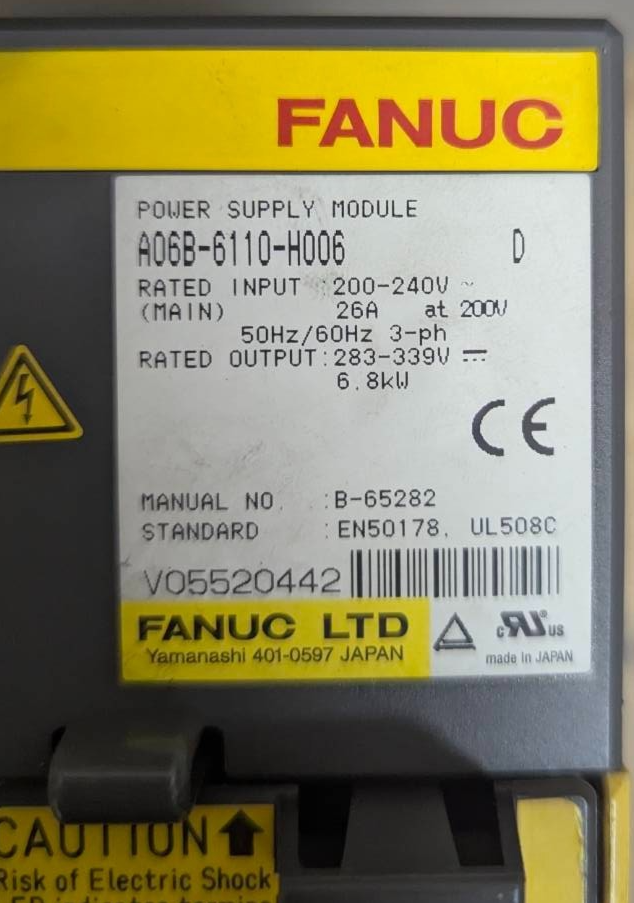 FANUC
POWER SUPPLY MODULE
A06B-6110-H006 D
RATED INPUT :200-240V ~
(MAIN) 26A at 200V
50Hz/60Hz 3-ph
RATED OUTPUT:283-339V ⎓
6.8kW
CE
MANUAL NO. :B-65282
STANDARD :EN50178, UL508C
V05520442
FANUC LTD
Yamanashi 401-0597 JAPAN
c RU US
made in JAPAN
CAUTION
Risk of Electric Shock